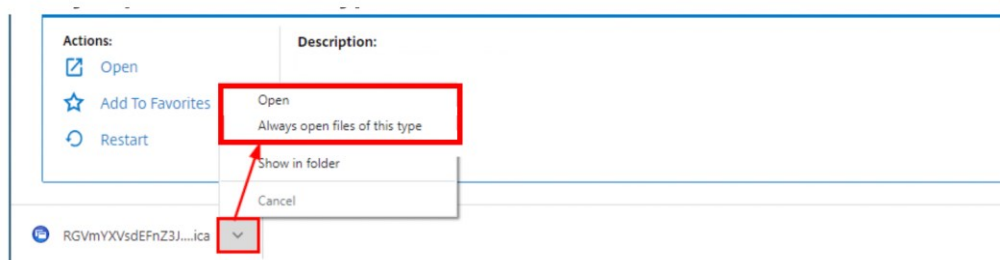 Actions:
Description:
Open
Add To Favorites
Restart
Open
Always open files of this type
Show in folder
Cancel
RGVmYXVsdEFnZ3J....ica